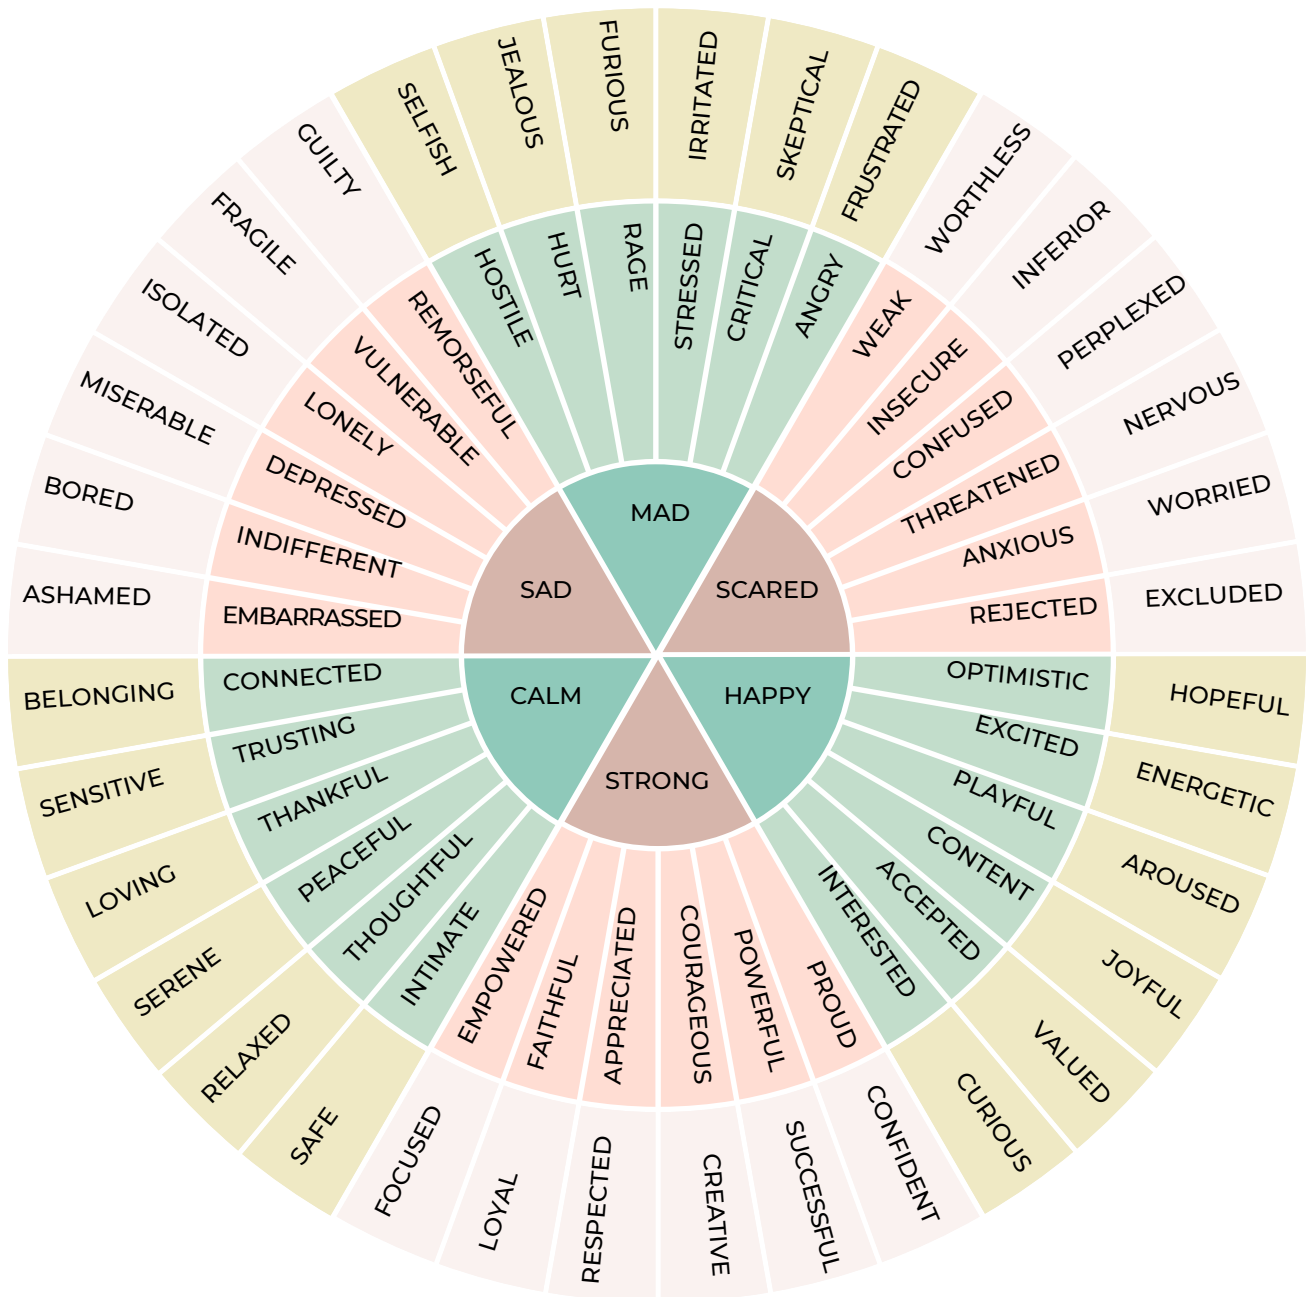 MAD
SCARED
HAPPY
STRONG
CALM
SAD
HOSTILE
HURT
RAGE
STRESSED
CRITICAL
ANGRY
WEAK
INSECURE
CONFUSED
THREATENED
ANXIOUS
REJECTED
OPTIMISTIC
EXCITED
PLAYFUL
CONTENT
ACCEPTED
INTERESTED
PROUD
POWERFUL
COURAGEOUS
APPRECIATED
FAITHFUL
EMPOWERED
INTIMATE
THOUGHTFUL
PEACEFUL
THANKFUL
TRUSTING
CONNECTED
EMBARRASSED
INDIFFERENT
DEPRESSED
LONELY
VULNERABLE
REMORSEFUL
SELFISH
JEALOUS
FURIOUS
IRRITATED
SKEPTICAL
FRUSTRATED
WORTHLESS
INFERIOR
PERPLEXED
NERVOUS
WORRIED
EXCLUDED
HOPEFUL
ENERGETIC
AROUSED
JOYFUL
VALUED
CURIOUS
CONFIDENT
SUCCESSFUL
CREATIVE
RESPECTED
LOYAL
FOCUSED
SAFE
RELAXED
SERENE
LOVING
SENSITIVE
BELONGING
ASHAMED
BORED
MISERABLE
ISOLATED
FRAGILE
GUILTY